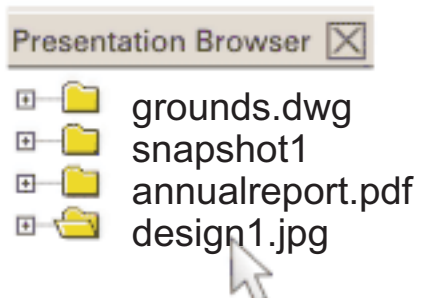 Presentation Browser
grounds.dwg
snapshot1
annualreport.pdf
design1.jpg